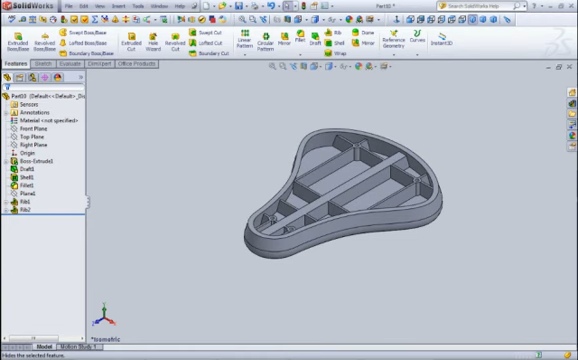 SolidWorks File Edit View Insert Tools Window Help
Part03 *
Search SolidWorks Help
Extruded Boss/Base
Revolved Boss/Base
Swept Boss/Base
Lofted Boss/Base
Boundary Boss/Base
Extruded Cut
Hole Wizard
Revolved Cut
Swept Cut
Lofted Cut
Boundary Cut
Linear Pattern
Circular Pattern
Mirror
Fillet
Draft
Rib
Shell
Wrap
Dome
Mirror
Reference Geometry
Curves
Instant3D
Features Sketch Evaluate DimXpert Office Products
Part03 (Default<<Default>_Dis
Sensors
Annotations
Material <not specified>
Front Plane
Top Plane
Right Plane
Origin
Boss-Extrude1
Draft1
Shell1
Fillet1
Plane1
Rib1
Rib2
*Isometric
Model Motion Study 1
Hides the selected feature.